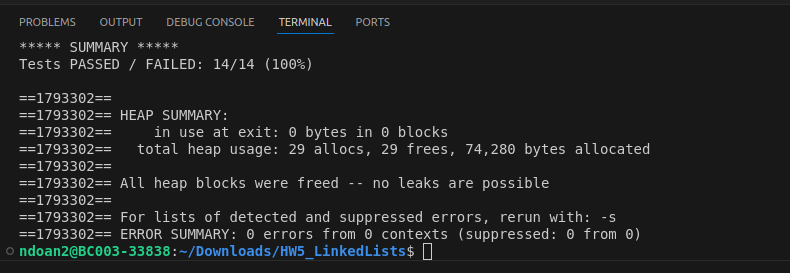 PROBLEMS OUTPUT DEBUG CONSOLE TERMINAL PORTS
***** SUMMARY *****
Tests PASSED / FAILED: 14/14 (100%)
==1793302==
==1793302== HEAP SUMMARY:
==1793302==     in use at exit: 0 bytes in 0 blocks
==1793302==   total heap usage: 29 allocs, 29 frees, 74,280 bytes allocated
==1793302==
==1793302== All heap blocks were freed -- no leaks are possible
==1793302==
==1793302== For lists of detected and suppressed errors, rerun with: -s
==1793302== ERROR SUMMARY: 0 errors from 0 contexts (suppressed: 0 from 0)
ndoan2@BC003-33838:~/Downloads/HW5_LinkedLists$